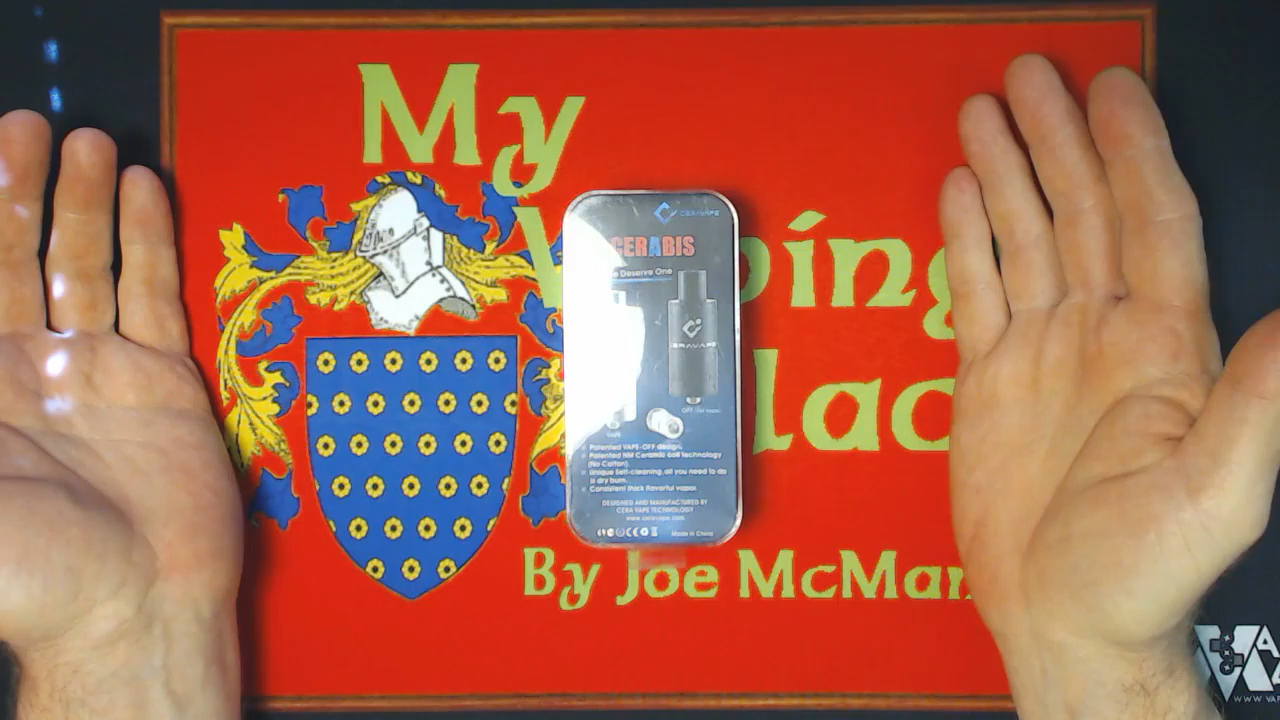 My
CERAVAPE
CERABIS
Deserve One
CERAVAPE
OFF
VAPE
Patented VAPE-OFF design.
Patented NM Ceramic coil technology
(No Cotton).
Unique Self-cleaning, all you need to do
is dry burn.
Consistent thick flavorful vapor.
DESIGNED AND MANUFACTURED BY
CERA VAPE TECHNOLOGY
www.ceravape.com
Made in China
By Joe McMan